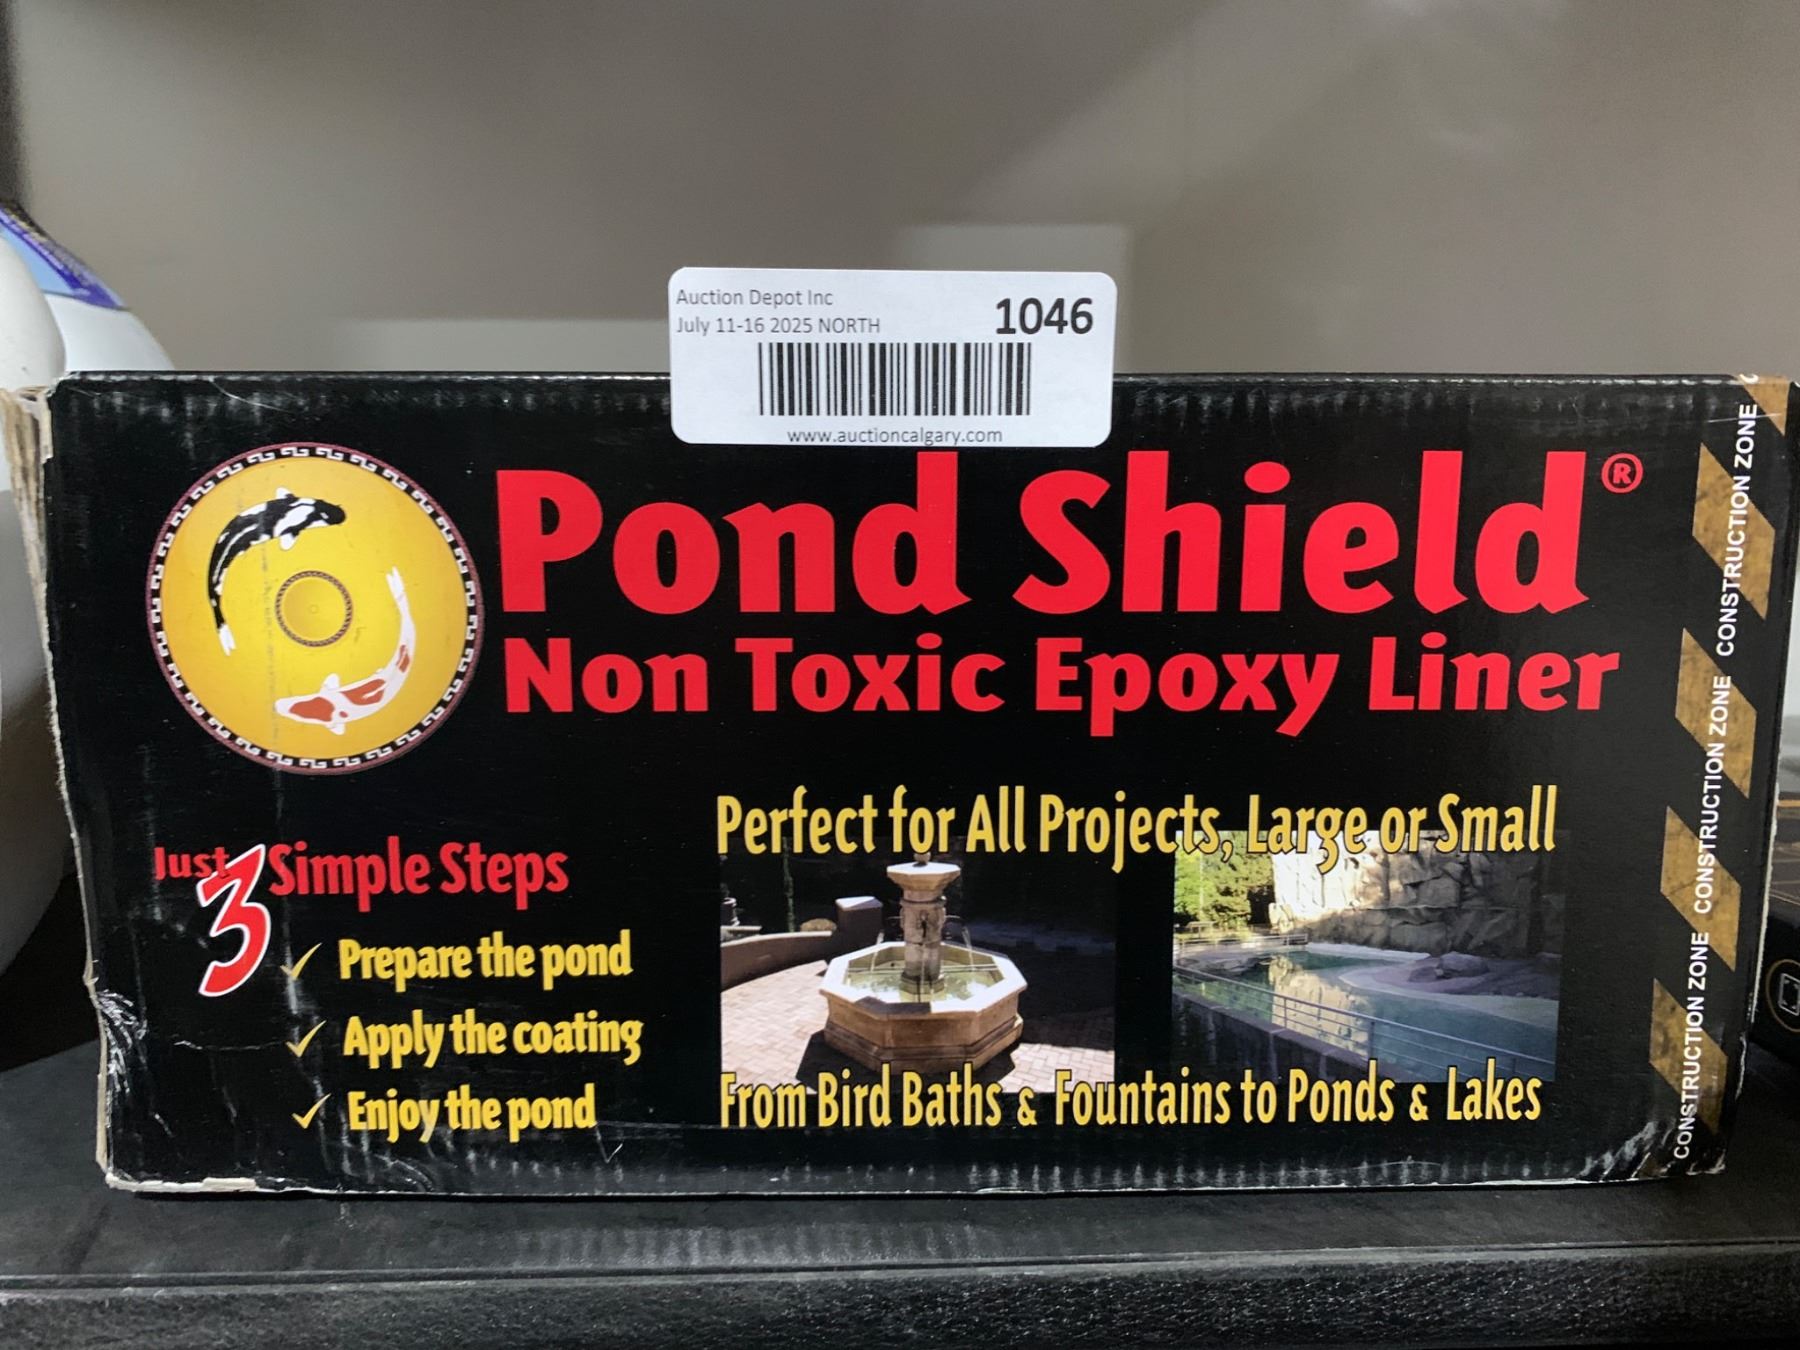 Auction Depot Inc
1046
July 11-16 2025 NORTH
www.auctioncalgary.com
Pond Shield®
Non Toxic Epoxy Liner
Perfect for All Projects, Large or Small
Just 3 Simple Steps
✓ Prepare the pond
✓ Apply the coating
✓ Enjoy the pond
From Bird Baths & Fountains to Ponds & Lakes
CONSTRUCTION ZONE CONSTRUCTION ZONE CONSTRUCTION ZONE